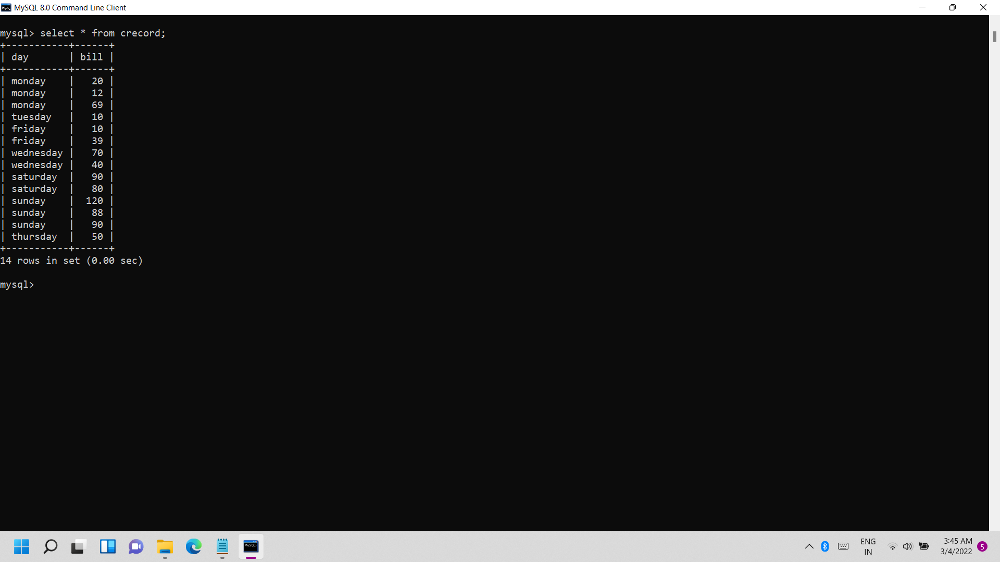 MySQL 8.0 Command Line Client
mysql> select * from crecord;
+-----------+------+
| day       | bill |
+-----------+------+
| monday    |   20 |
| monday    |   12 |
| monday    |   69 |
| tuesday   |   10 |
| friday    |   10 |
| friday    |   39 |
| wednesday |   70 |
| wednesday |   40 |
| saturday  |   90 |
| saturday  |   80 |
| sunday    |  120 |
| sunday    |   88 |
| sunday    |   90 |
| thursday  |   50 |
+-----------+------+
14 rows in set (0.00 sec)
mysql>
ENG
IN
3:45 AM
3/4/2022
5